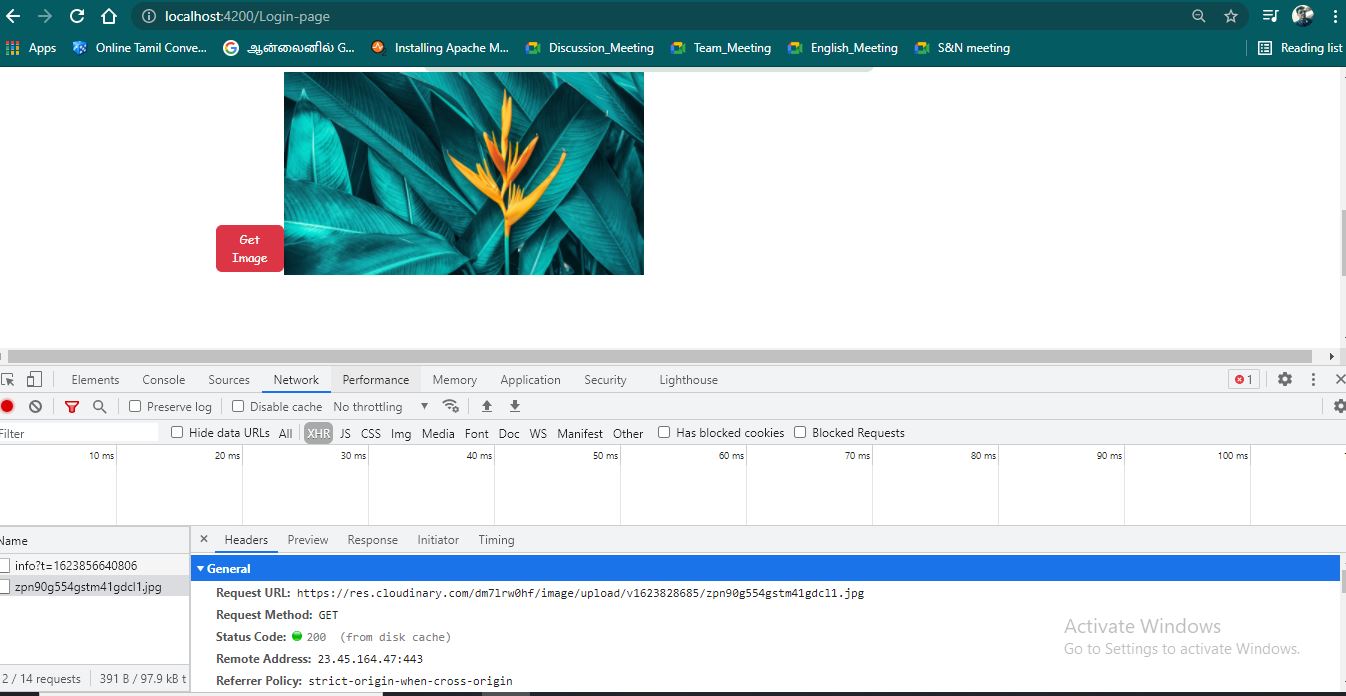 localhost:4200/Login-page
Apps Online Tamil Conve... ஆன்லைனில் G... Installing Apache M... Discussion_Meeting Team_Meeting English_Meeting S&N meeting Reading list
Get
Image
Elements Console Sources Network Performance Memory Application Security Lighthouse 1
Preserve log Disable cache No throttling
Filter Hide data URLs All XHR JS CSS Img Media Font Doc WS Manifest Other Has blocked cookies Blocked Requests
10 ms 20 ms 30 ms 40 ms 50 ms 60 ms 70 ms 80 ms 90 ms 100 ms
Name
info?t=1623856640806
zpn90g554gstm41gdcl1.jpg
2 / 14 requests 391 B / 97.9 kB t
Headers Preview Response Initiator Timing
General
Request URL: https://res.cloudinary.com/dm7lrw0hf/image/upload/v1623828685/zpn90g554gstm41gdcl1.jpg
Request Method: GET
Status Code: 200 (from disk cache)
Remote Address: 23.45.164.47:443
Referrer Policy: strict-origin-when-cross-origin
Activate Windows
Go to Settings to activate Windows.